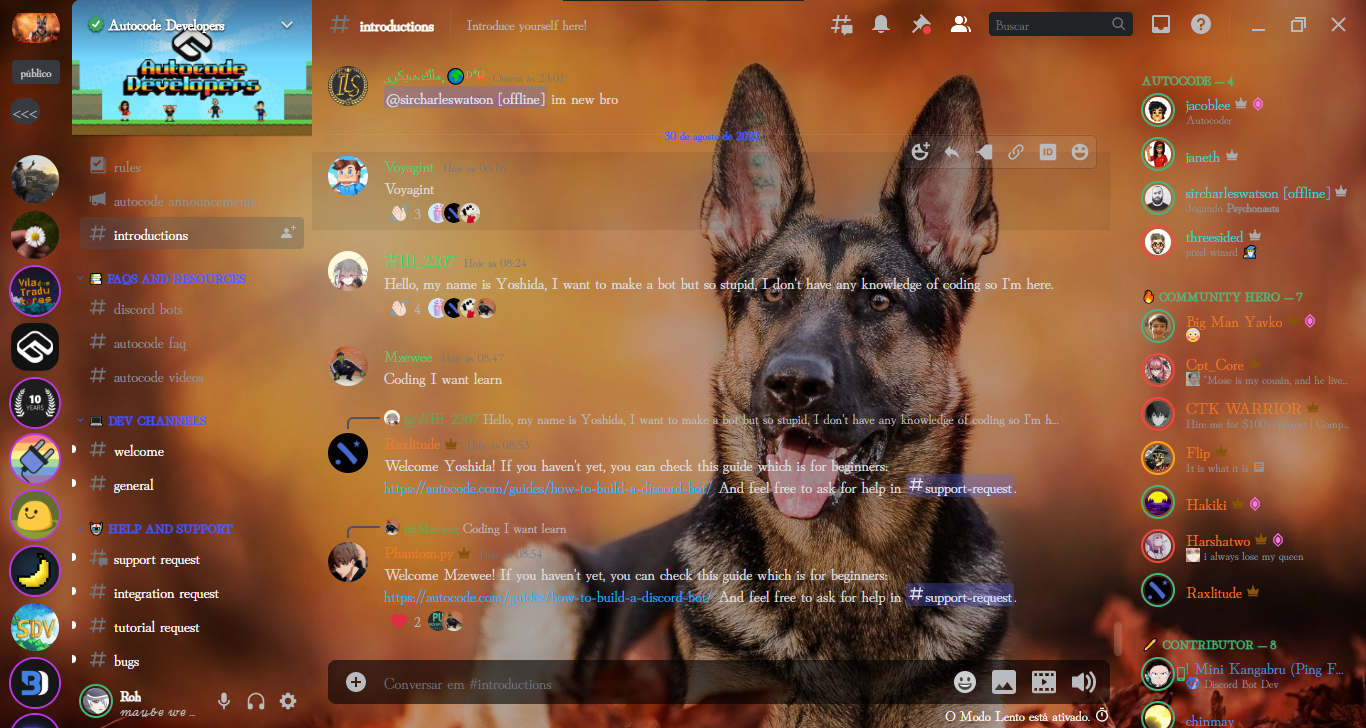 Autocode Developers
público
<<<
Autocode
Developers
rules
autocode announcements
introductions
FAQS AND RESOURCES
discord bots
autocode faq
autocode videos
DEV CHANNELS
welcome
general
HELP AND SUPPORT
support request
integration request
tutorial request
bugs
Vila de
Tradu
tores
10
YEARS
SDV
Roh
maybe we ...
# introductions
Introduce yourself here!
Buscar
ILS
Ontem às 23:01
@sircharleswatson [offline] im new bro
30 de agosto de 2021
Voyagint Hoje às 08:16
Voyagint
3
ID
2207 Hoje às 08:24
Hello, my name is Yoshida, I want to make a bot but so stupid, I don't have any knowledge of coding so I'm here.
4
Mzewee Hoje às 08:47
Coding I want learn
2207 Hello, my name is Yoshida, I want to make a bot but so stupid, I don't have any knowledge of coding so I'm h...
Raxlitude Hoje às 08:53
Welcome Yoshida! If you haven't yet, you can check this guide which is for beginners:
https://autocode.com/guides/how-to-build-a-discord-bot/ And feel free to ask for help in #support-request.
@Mzewee Coding I want learn
Phantom.py Hoje às 08:54
Welcome Mzewee! If you haven't yet, you can check this guide which is for beginners:
https://autocode.com/guides/how-to-build-a-discord-bot/ And feel free to ask for help in #support-request.
2
Conversar em #introductions
O Modo Lento está ativado.
AUTOCODE — 4
jacoblee
Autocoder
janeth
sircharleswatson [offline]
Jogando Psychonauts
threesided
pixel wizard
COMMUNITY HERO — 7
Big Man Yavko
Cpt_Core
"Mose is my cousin, and he live...
CTK WARRIOR
Hire me for $100+/project | Comp...
Flip
It is what it is
Hakiki
Harshatwo
i always lose my queen
Raxlitude
CONTRIBUTOR — 8
! Mini Kangabru (Ping F...
Discord Bot Dev
chinmay